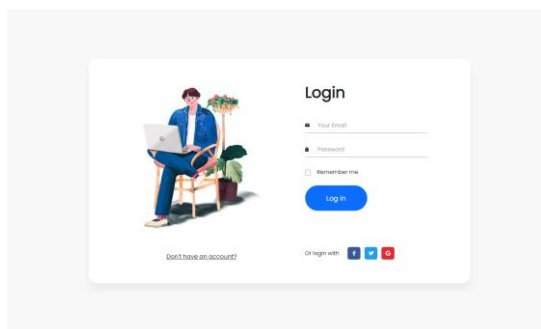 Login
Your Email
Password
Remember me
Log in
Don't have an account?
Or login with
f
G